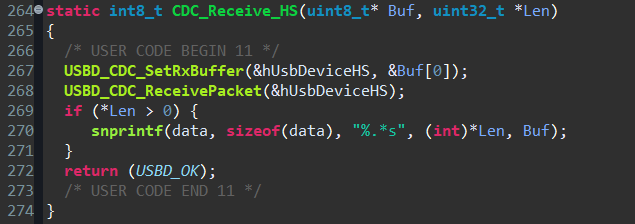 264 static int8_t CDC_Receive_HS(uint8_t* Buf, uint32_t *Len)
265 {
266   /* USER CODE BEGIN 11 */
267   USBD_CDC_SetRxBuffer(&hUsbDeviceHS, &Buf[0]);
268   USBD_CDC_ReceivePacket(&hUsbDeviceHS);
269   if (*Len > 0) {
270     snprintf(data, sizeof(data), "%.*s", (int)*Len, Buf);
271   }
272   return (USBD_OK);
273   /* USER CODE END 11 */
274 }